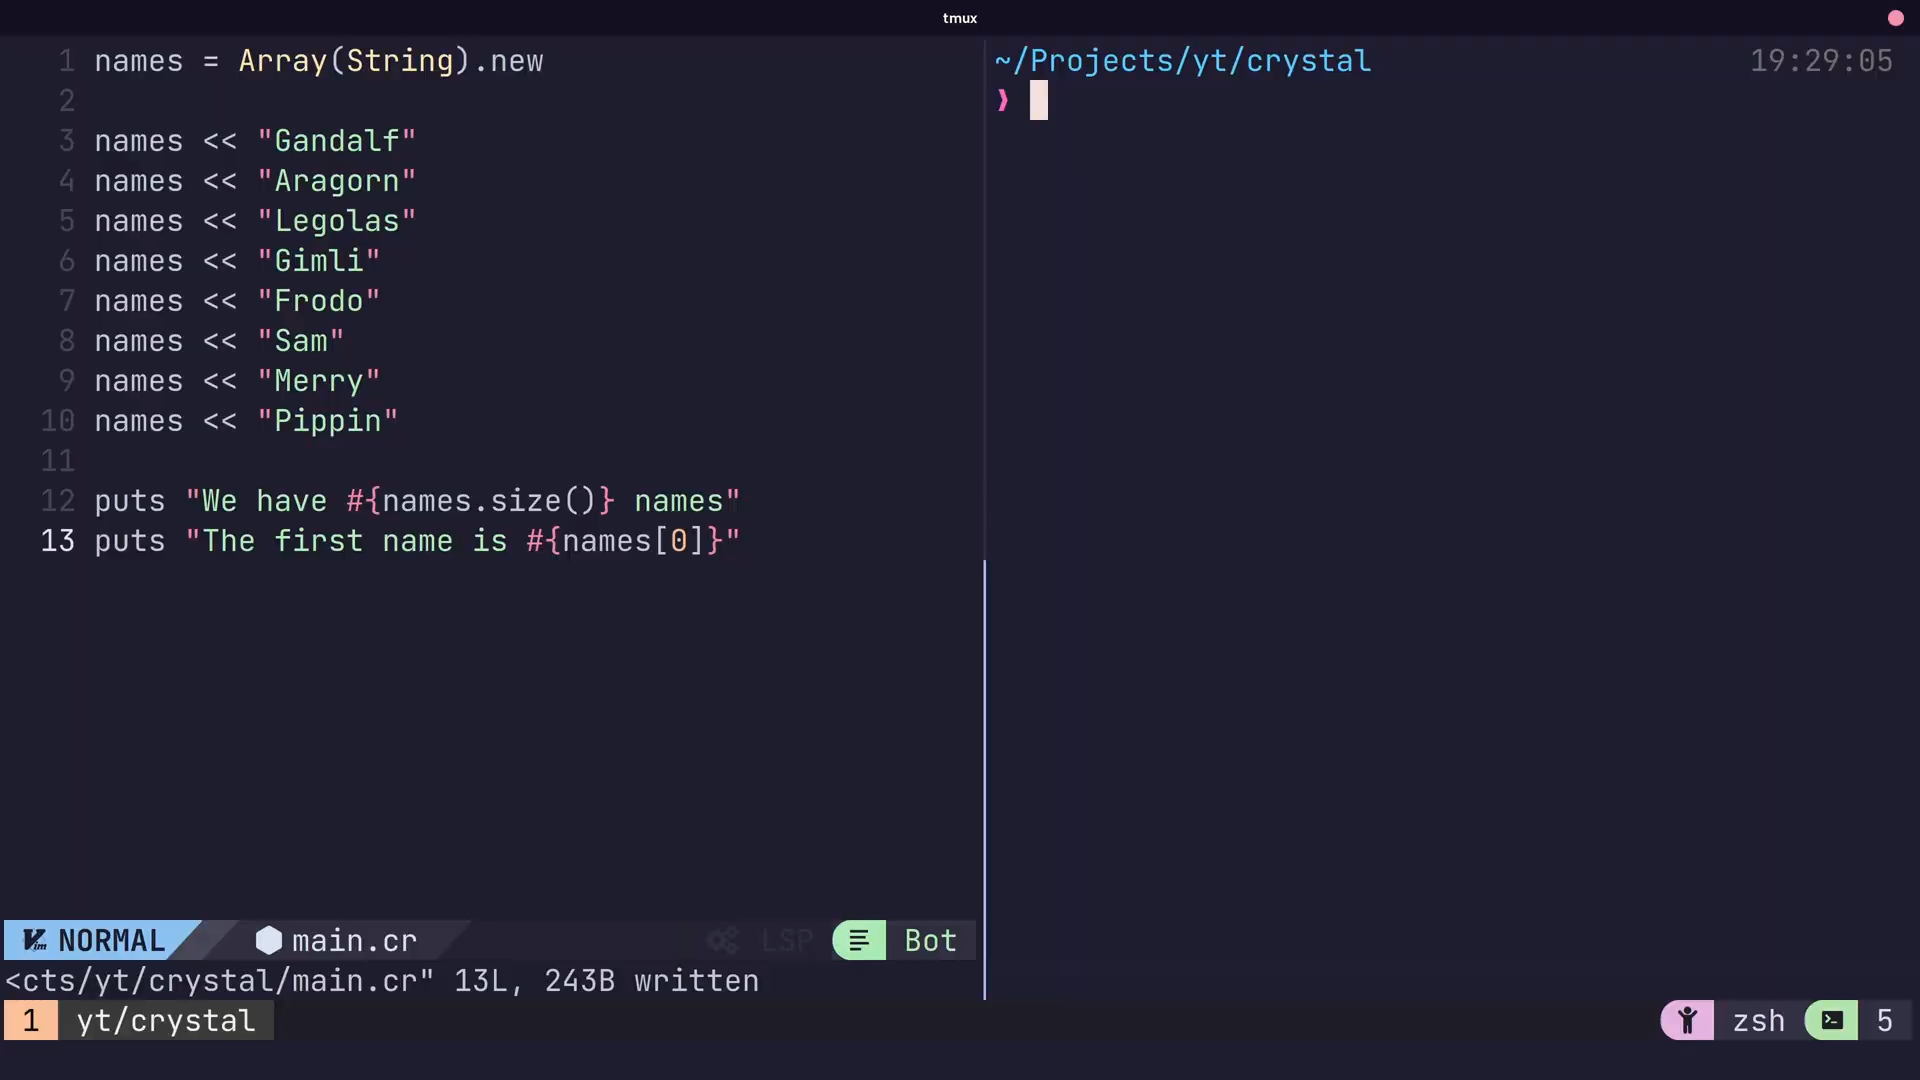 tmux
1 names = Array(String).new
2
3 names << "Gandalf"
4 names << "Aragorn"
5 names << "Legolas"
6 names << "Gimli"
7 names << "Frodo"
8 names << "Sam"
9 names << "Merry"
10 names << "Pippin"
11
12 puts "We have #{names.size()} names"
13 puts "The first name is #{names[0]}"
NORMAL main.cr LSP Bot
<cts/yt/crystal/main.cr" 13L, 243B written
~/Projects/yt/crystal 19:29:05
❯
1 yt/crystal zsh 5